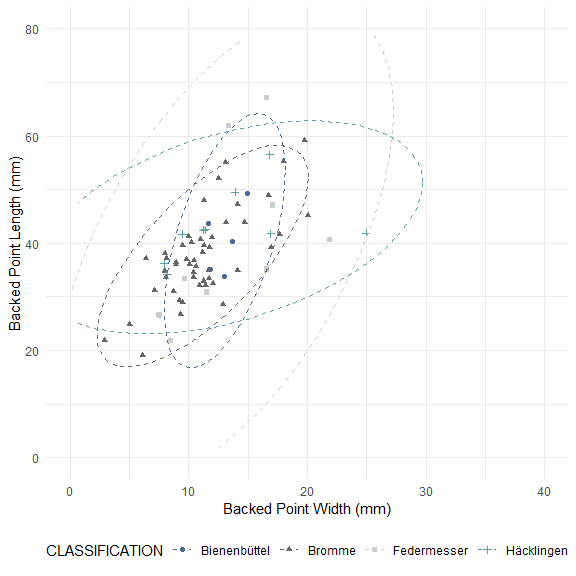 80
60
40
20
0
Backed Point Length (mm)
0 10 20 30 40
Backed Point Width (mm)
CLASSIFICATION Bienenbüttel Bromme Federmesser Häcklingen